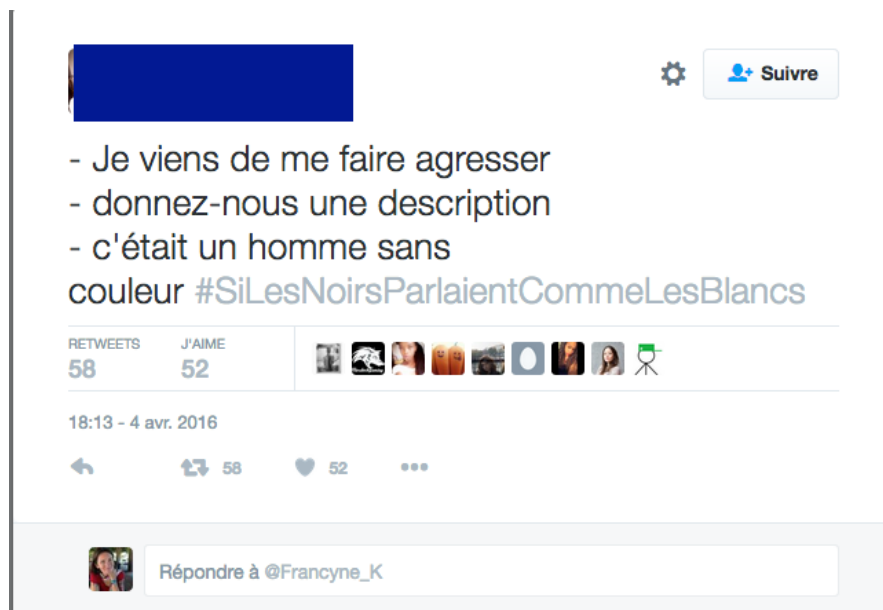 Suivre
- Je viens de me faire agresser
- donnez-nous une description
- c'était un homme sans
couleur #SiLesNoirsParlaientCommeLesBlancs
RETWEETS J'AIME
58 52
18:13 - 4 avr. 2016
58 52
Répondre à @Francyne_K